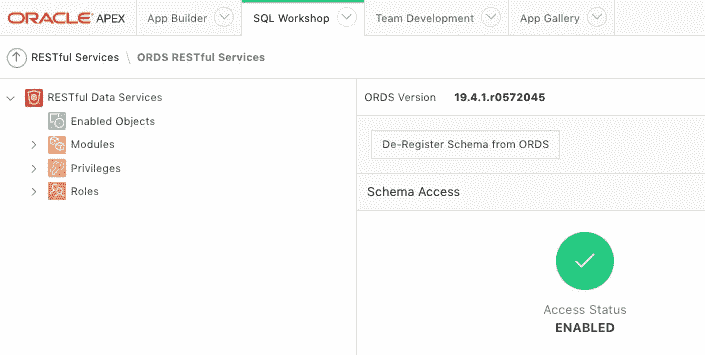 ORACLE APEX App Builder SQL Workshop Team Development App Gallery
RESTful Services \ ORDS RESTful Services
RESTful Data Services
Enabled Objects
Modules
Privileges
Roles
ORDS Version 19.4.1.r0572045
De-Register Schema from ORDS
Schema Access
Access Status
ENABLED